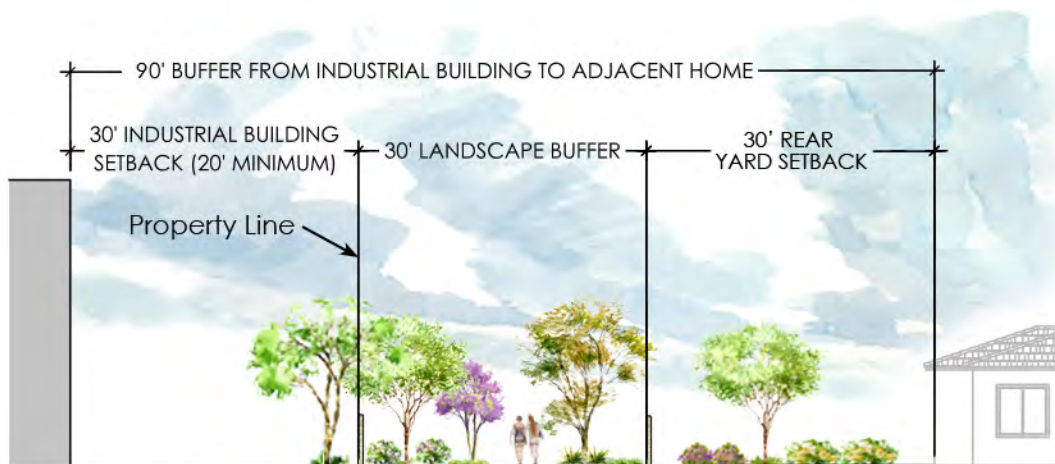 90' BUFFER FROM INDUSTRIAL BUILDING TO ADJACENT HOME
30' INDUSTRIAL BUILDING
SETBACK (20' MINIMUM)
30' LANDSCAPE BUFFER
30’ REAR
YARD SETBACK
Property Line